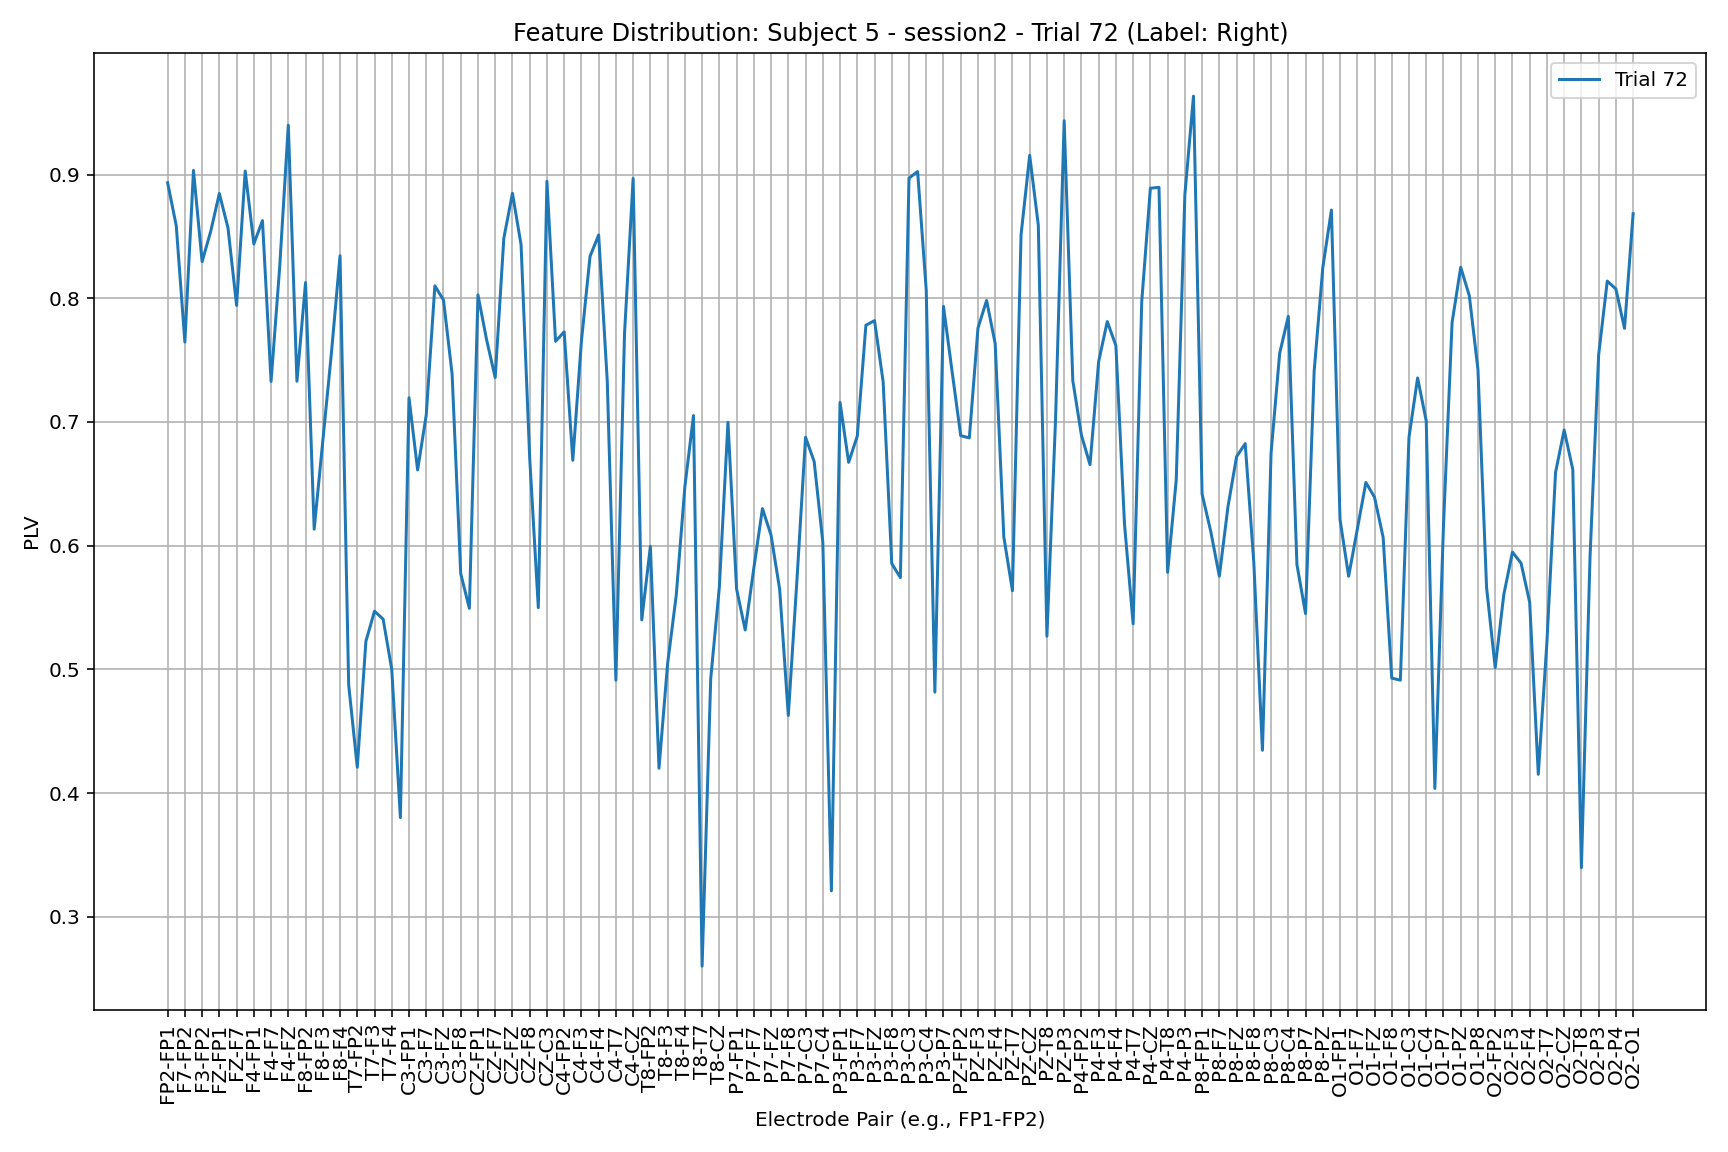 Feature Distribution: Subject 5 - session2 - Trial 72 (Label: Right)
Trial 72
PLV
0.9
0.8
0.7
0.6
0.5
0.4
0.3
FP2-FP1
F7-FP2
F3-FP2
FZ-FP1
FZ-F7
F4-FP1
F4-F7
F4-FZ
F8-FP2
F8-F3
F8-F4
T7-FP2
T7-F3
T7-F4
C3-FP1
C3-F7
C3-FZ
C3-F8
CZ-FP1
CZ-F7
CZ-FZ
CZ-F8
CZ-C3
C4-FP2
C4-F3
C4-F4
C4-T7
C4-CZ
T8-FP2
T8-F3
T8-F4
T8-T7
T8-CZ
P7-FP1
P7-F7
P7-FZ
P7-F8
P7-C3
P7-C4
P3-FP1
P3-F7
P3-FZ
P3-F8
P3-C3
P3-C4
P3-P7
PZ-FP2
PZ-F3
PZ-F4
PZ-T7
PZ-CZ
PZ-T8
PZ-P3
P4-FP2
P4-F3
P4-F4
P4-T7
P4-CZ
P4-T8
P4-P3
P8-FP1
P8-F7
P8-FZ
P8-F8
P8-C3
P8-C4
P8-P7
P8-PZ
O1-FP1
O1-F7
O1-FZ
O1-F8
O1-C3
O1-C4
O1-P7
O1-PZ
O1-P8
O2-FP2
O2-F3
O2-F4
O2-T7
O2-CZ
O2-T8
O2-P3
O2-P4
O2-O1
Electrode Pair (e.g., FP1-FP2)